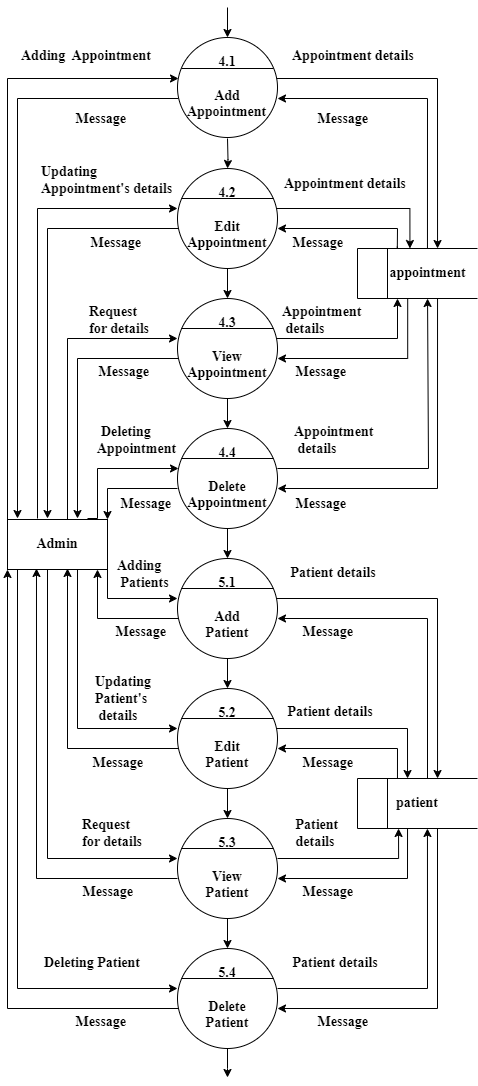 Adding Appointment
4.1
Appointment details
Add
Appointment
Message
Message
Updating
Appointment's details
4.2
Appointment details
Edit
Appointment
Message
Message
appointment
Request
for details
4.3
Appointment
details
View
Appointment
Message
Message
Deleting
Appointment
4.4
Appointment
details
Delete
Appointment
Message
Message
Admin
Adding
Patients
5.1
Patient details
Add
Patient
Message
Message
Updating
Patient's
details
5.2
Patient details
Edit
Patient
Message
Message
patient
Request
for details
5.3
Patient
details
View
Patient
Message
Message
Deleting Patient
5.4
Patient details
Delete
Patient
Message
Message